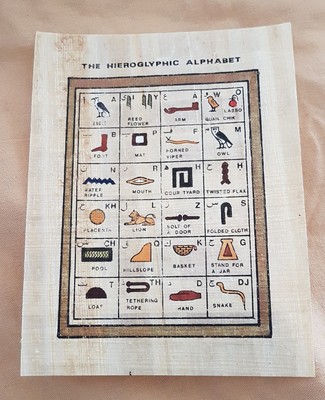 THE HIEROGLYPHIC ALPHABET
A Y A W O
REED FLOWER ARM QUAIL CHIK LASSO
B P F M
FOOT MAT HORNED VIPER OWL
N R H H
WATER RIPPLE MOUTH COURTYARD TWISTED FLAX
KH L Z S
PLACENTA LION BOLT OF A DOOR FOLDED CLOTH
CH Q K G
POOL HILLSLOPE BASKET STAND FOR A JAR
T TH D DJ
LOAF TETHERING ROPE HAND SNAKE